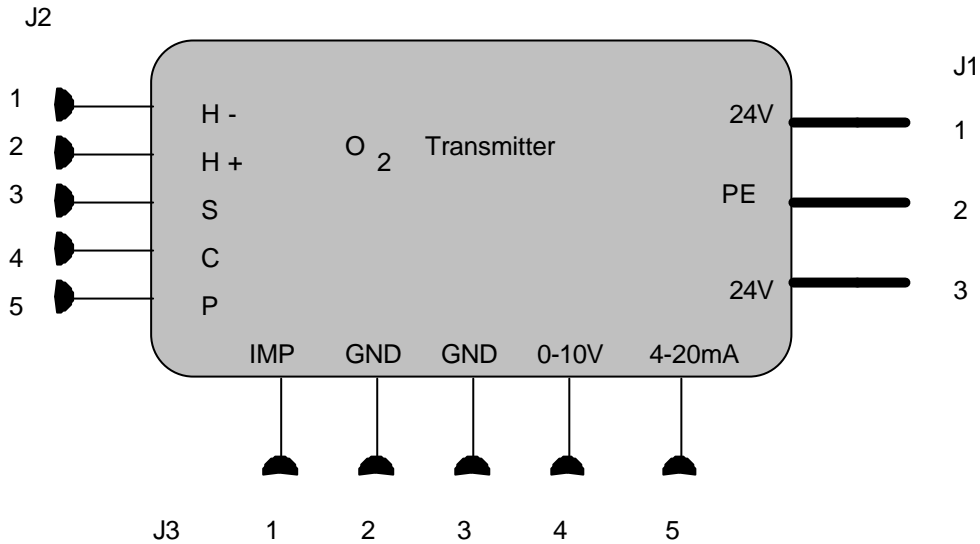 J2
J1
1
2
3
4
5
H -
H +
S
C
P
O 2 Transmitter
24V
PE
24V
1
2
3
IMP GND GND 0-10V 4-20mA
J3 1 2 3 4 5